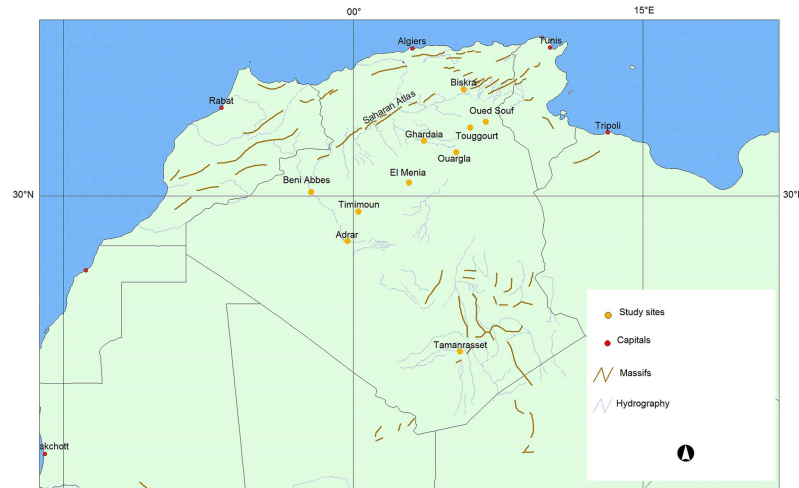 00°
15°E
Algiers
Tunis
Biskra
Rabat
Saharan Atlas
Oued Souf
Tripoli
Ghardaia
Touggourt
Ouargla
El Menia
Beni Abbes
30°N
30°
Timimoun
Adrar
Study sites
Capitals
Tamanrasset
Massifs
Hydrography
akchott